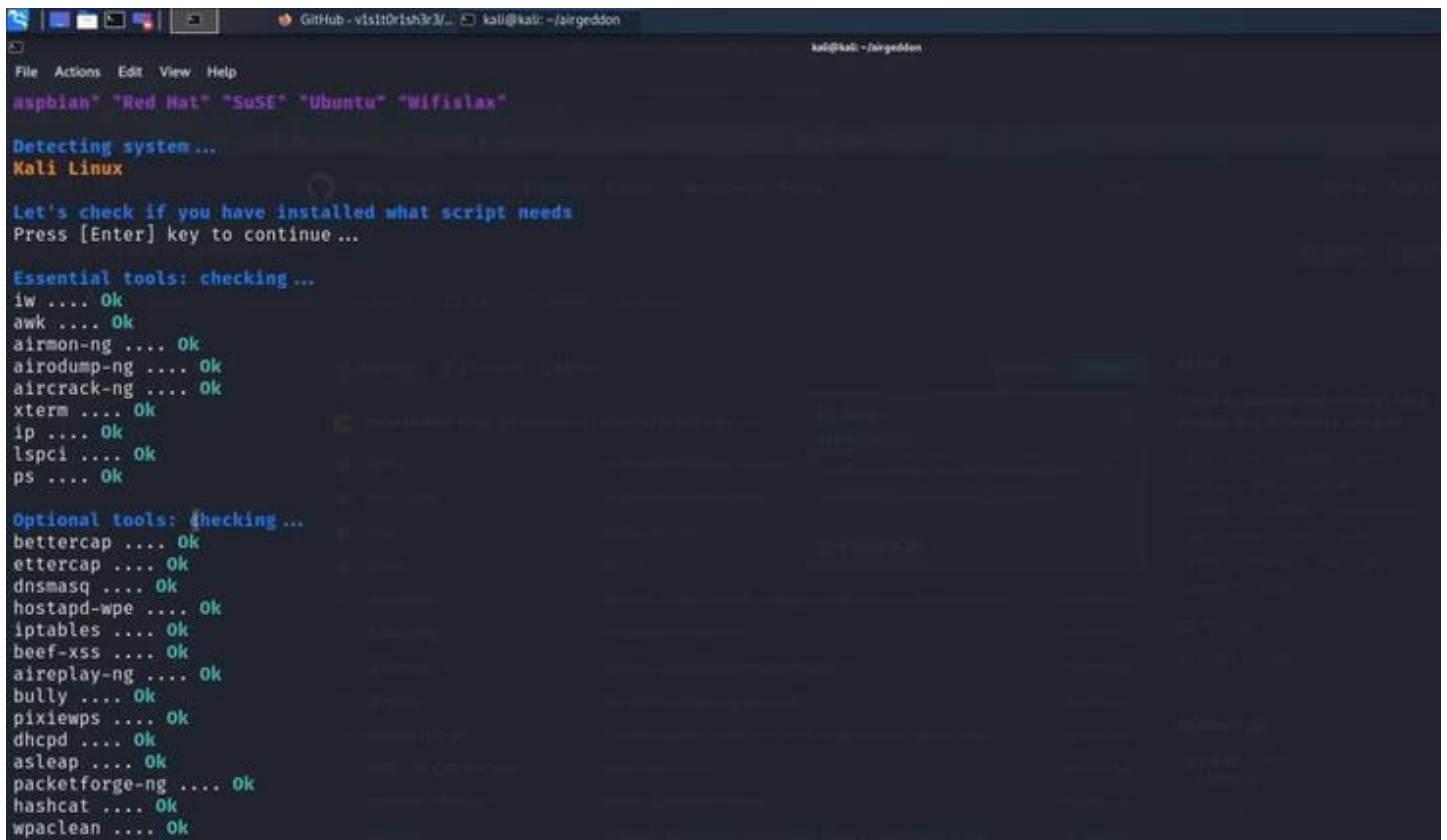 GitHub - v1s1t0r1sh3r3/... kali@kali: ~/airgeddon
kali@kali: ~/airgeddon
File Actions Edit View Help
aspbian" "Red Hat" "SuSE" "Ubuntu" "Wifislax"
Detecting system...
Kali Linux
Let's check if you have installed what script needs
Press [Enter] key to continue...
Essential tools: checking...
iw .... Ok
awk .... Ok
airmon-ng .... Ok
airodump-ng .... Ok
aircrack-ng .... Ok
xterm .... Ok
ip .... Ok
lspci .... Ok
ps .... Ok
Optional tools: checking...
bettercap .... Ok
ettercap .... Ok
dnsmasq .... Ok
hostapd-wpe .... Ok
iptables .... Ok
beef-xss .... Ok
aireplay-ng .... Ok
bully .... Ok
pixiewps .... Ok
dhcpd .... Ok
asleap .... Ok
packetforge-ng .... Ok
hashcat .... Ok
wpaclean .... Ok